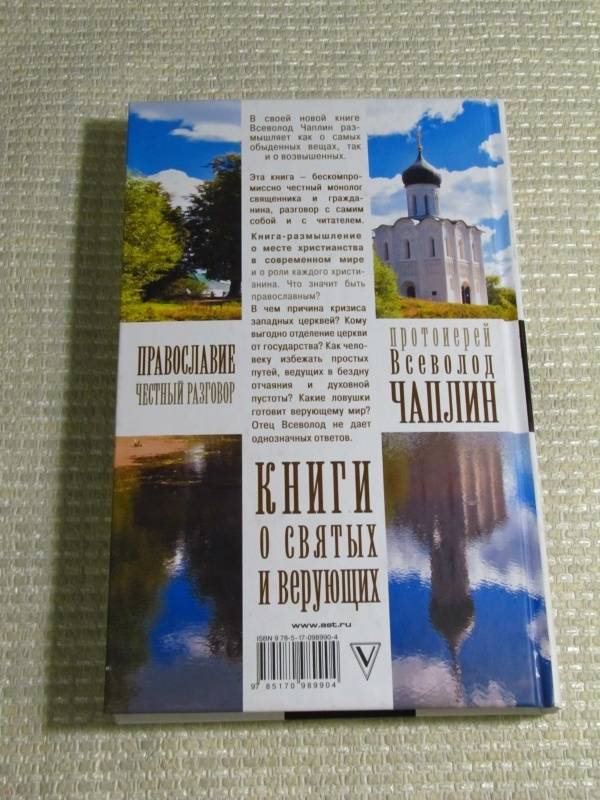 В своей новой книге
Всеволод Чаплин раз-
мышляет как о самых
обыденных вещах, так
и о возвышенных.
Эта книга – бескомпро-
миссно честный монолог
священника и гражда-
нина, разговор с самим
собой и с читателем.
Книга-размышление
о месте христианства
в современном мире
и о роли каждого христи-
анина. Что значит быть
православным?
В чем причина кризиса
западных церквей? Кому
выгодно отделение церкви
от государства? Как чело-
веку избежать простых
путей, ведущих в бездну
отчаяния и духовной
пустоты? Какие ловушки
готовит верующему мир?
Отец Всеволод не дает
однозначных ответов.
ПРАВОСЛАВИЕ
ЧЕСТНЫЙ РАЗГОВОР
протоиерей
Всеволод
ЧАПЛИН
КНИГИ
О СВЯТЫХ
И ВЕРУЮЩИХ
www.ast.ru
ISBN 978-5-17-098990-4
9 785170 989904